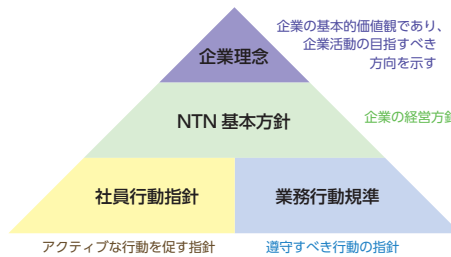 企業の基本的価値観であり、
企業活動の目指すべき
方向を示す
企業理念
NTN 基本方針
企業の経営方針
社員行動指針
業務行動規準
アクティブな行動を促す指針
遵守すべき行動の指針